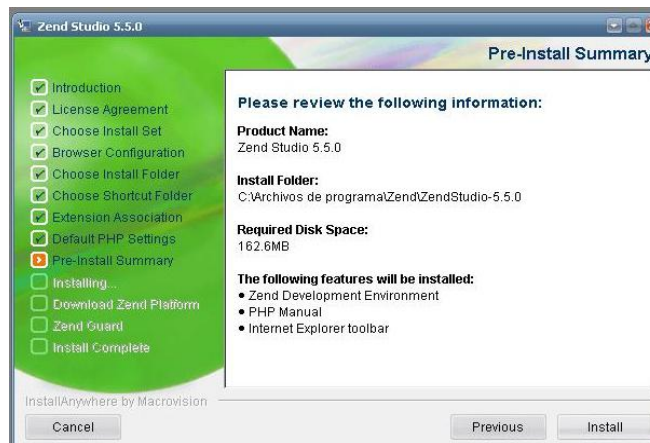 Zend Studio 5.5.0
Pre-Install Summary
Introduction
License Agreement
Choose Install Set
Browser Configuration
Choose Install Folder
Choose Shortcut Folder
Extension Association
Default PHP Settings
Pre-Install Summary
Installing...
Download Zend Platform
Zend Guard
Install Complete
Please review the following information:
Product Name:
Zend Studio 5.5.0
Install Folder:
C:\Archivos de programa\Zend\ZendStudio-5.5.0
Required Disk Space:
162.6MB
The following features will be installed:
• Zend Development Environment
• PHP Manual
• Internet Explorer toolbar
InstallAnywhere by Macrovision
Cancel
Previous
Install